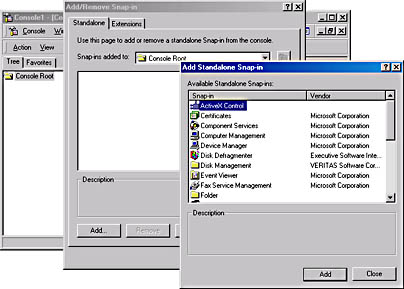 Console1 - [Co
Console Wi
Action View
Tree Favorites
Console Root
Add/Remove Snap-in
Standalone Extensions
Use this page to add or remove a standalone Snap-in from the console.
Snap-ins added to: Console Root
Description
Add... Remove
Add Standalone Snap-in
Available Standalone Snap-ins:
Snap-in Vendor
ActiveX Control
Certificates Microsoft Corporation
Component Services Microsoft Corporation
Computer Management Microsoft Corporation
Device Manager Microsoft Corporation
Disk Defragmenter Executive Software Inte...
Disk Management VERITAS Software Cor...
Event Viewer Microsoft Corporation
Fax Service Management Microsoft Corporation
Folder
Description
Add Close